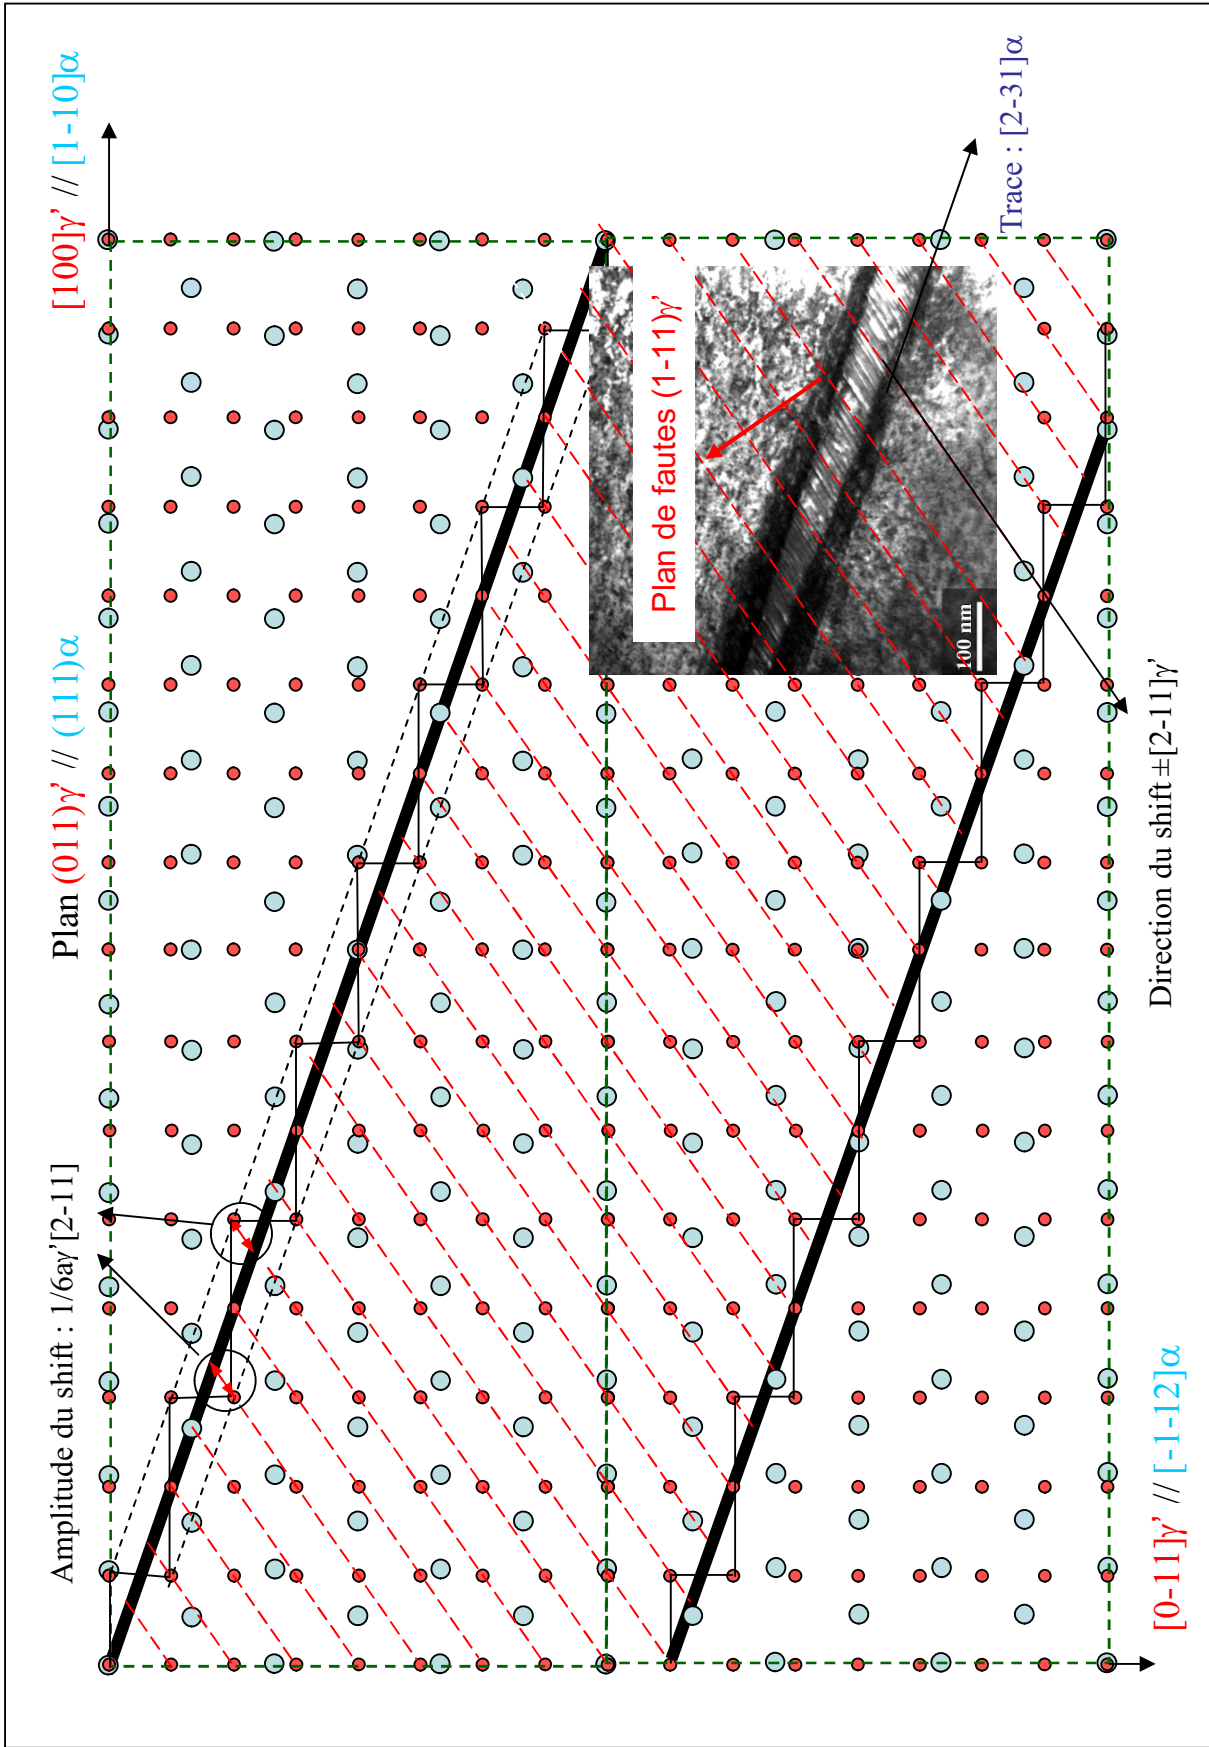 [100]γ’ // [1-10]α
Plan (011)γ’ // (111)α
Amplitude du shift : 1/6aγ’[2-11]
Trace : [2-31]α
Plan de fautes (1-11)γ’
100 nm
Direction du shift ±[2-11]γ’
[0-11]γ’ // [-1-12]α